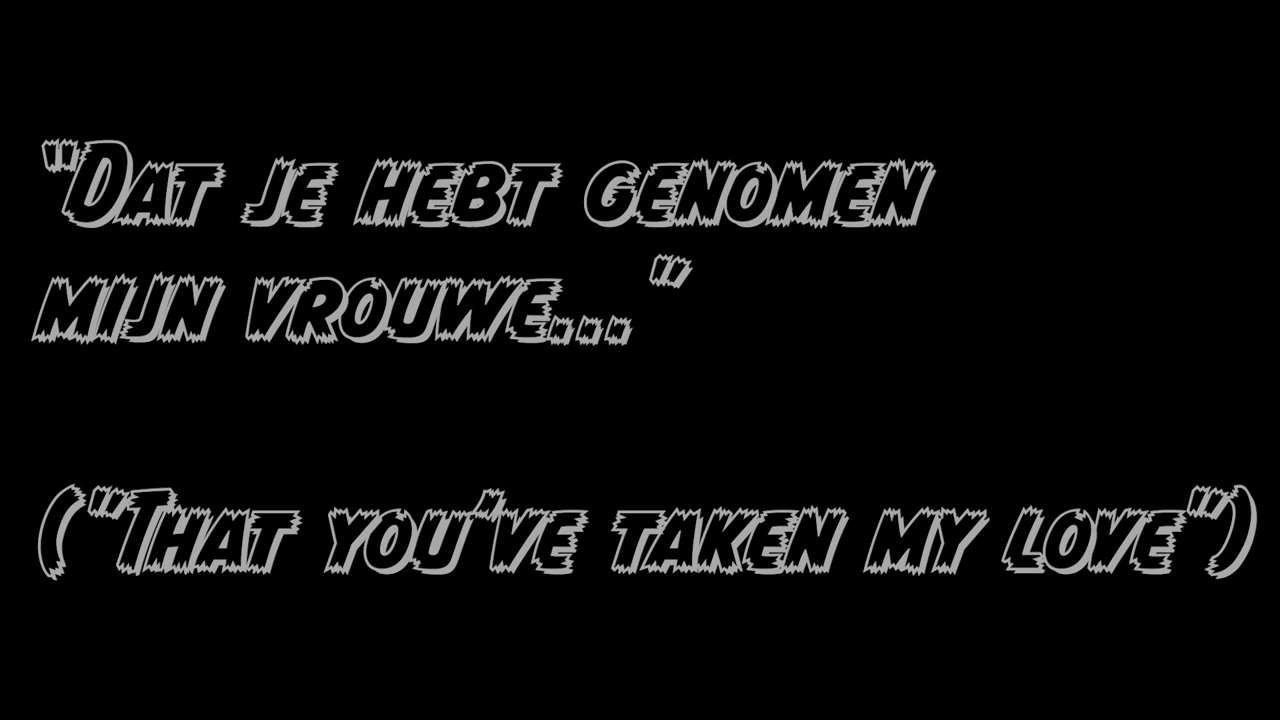 "Dat je hebt genomen
mijn vrouwe..."
("That you've taken my love")